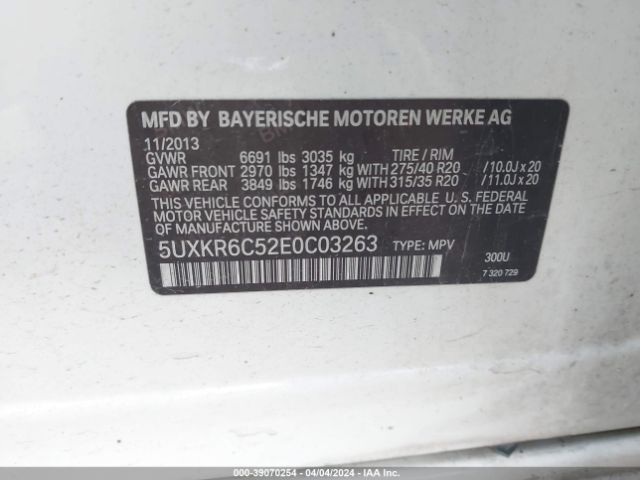 MFD BY BAYERISCHE MOTOREN WERKE AG
11/2013
GVWR 6691 lbs 3035 kg TIRE / RIM
GAWR FRONT 2970 lbs 1347 kg WITH 275/40 R20 /10.0J x 20
GAWR REAR 3849 lbs 1746 kg WITH 315/35 R20 /11.0J x 20
THIS VEHICLE CONFORMS TO ALL APPLICABLE U. S. FEDERAL
MOTOR VEHICLE SAFETY STANDARDS IN EFFECT ON THE DATE
OF MANUFACTURE SHOWN ABOVE.
5UXKR6C52E0C03263 TYPE: MPV 300U
7 320 729
000-39070254 - 04/04/2024 - IAAI.com